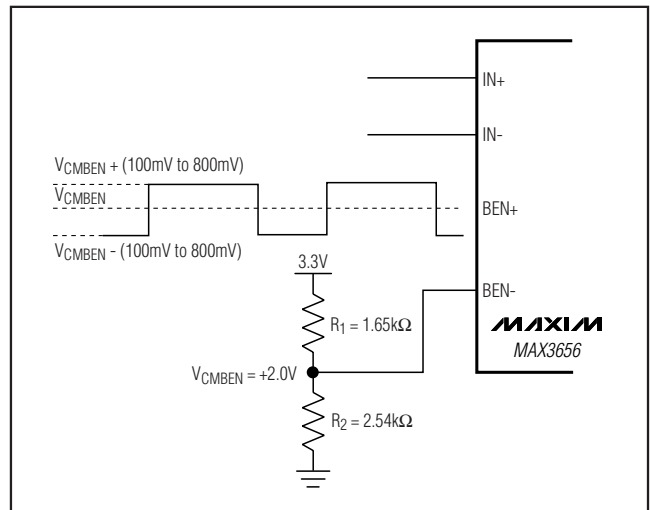 IN+
IN-
VCMBEN + (100mV to 800mV)
VCMBEN
BEN+
VCMBEN - (100mV to 800mV)
3.3V
BEN-
R1 = 1.65kΩ
MAXIM
MAX3656
VCMBEN = +2.0V
R2 = 2.54kΩ